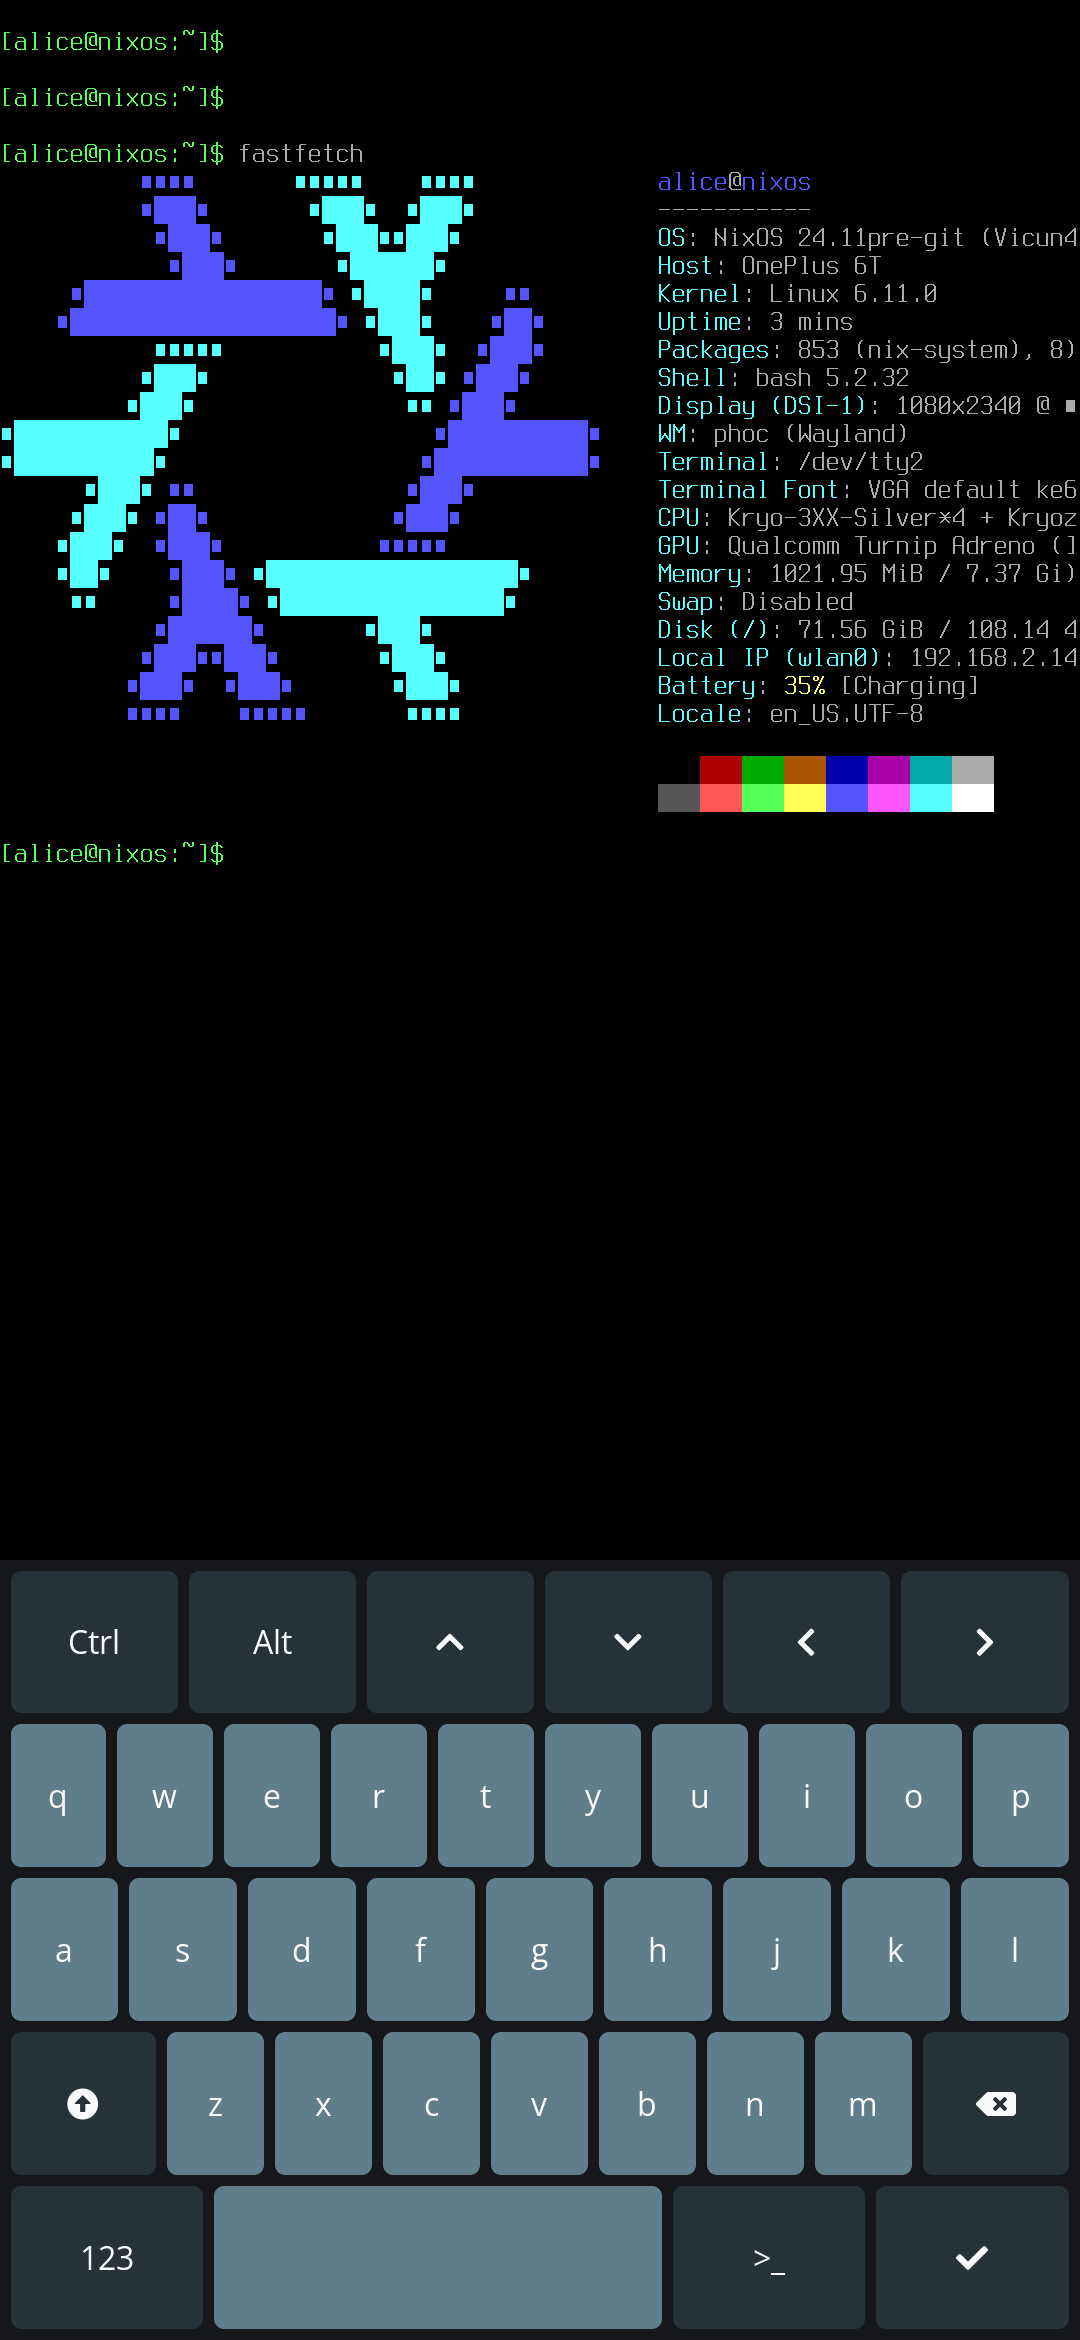 [alice@nixos:~]$
[alice@nixos:~]$
[alice@nixos:~]$ fastfetch
alice@nixos
-----------
OS: NixOS 24.11pre-git (Vicun4
Host: OnePlus 6T
Kernel: Linux 6.11.0
Uptime: 3 mins
Packages: 853 (nix-system), 8)
Shell: bash 5.2.32
Display (DSI-1): 1080x2340 @ ■
WM: phoc (Wayland)
Terminal: /dev/tty2
Terminal Font: VGA default ke6
CPU: Kryo-3XX-Silver*4 + Kryoz
GPU: Qualcomm Turnip Adreno (]
Memory: 1021.95 MiB / 7.37 Gi)
Swap: Disabled
Disk (/): 71.56 GiB / 108.14 4
Local IP (wlan0): 192.168.2.14
Battery: 35% [Charging]
Locale: en_US.UTF-8
[alice@nixos:~]$
Ctrl Alt
q w e r t y u i o p
a s d f g h j k l
z x c v b n m
123 >_